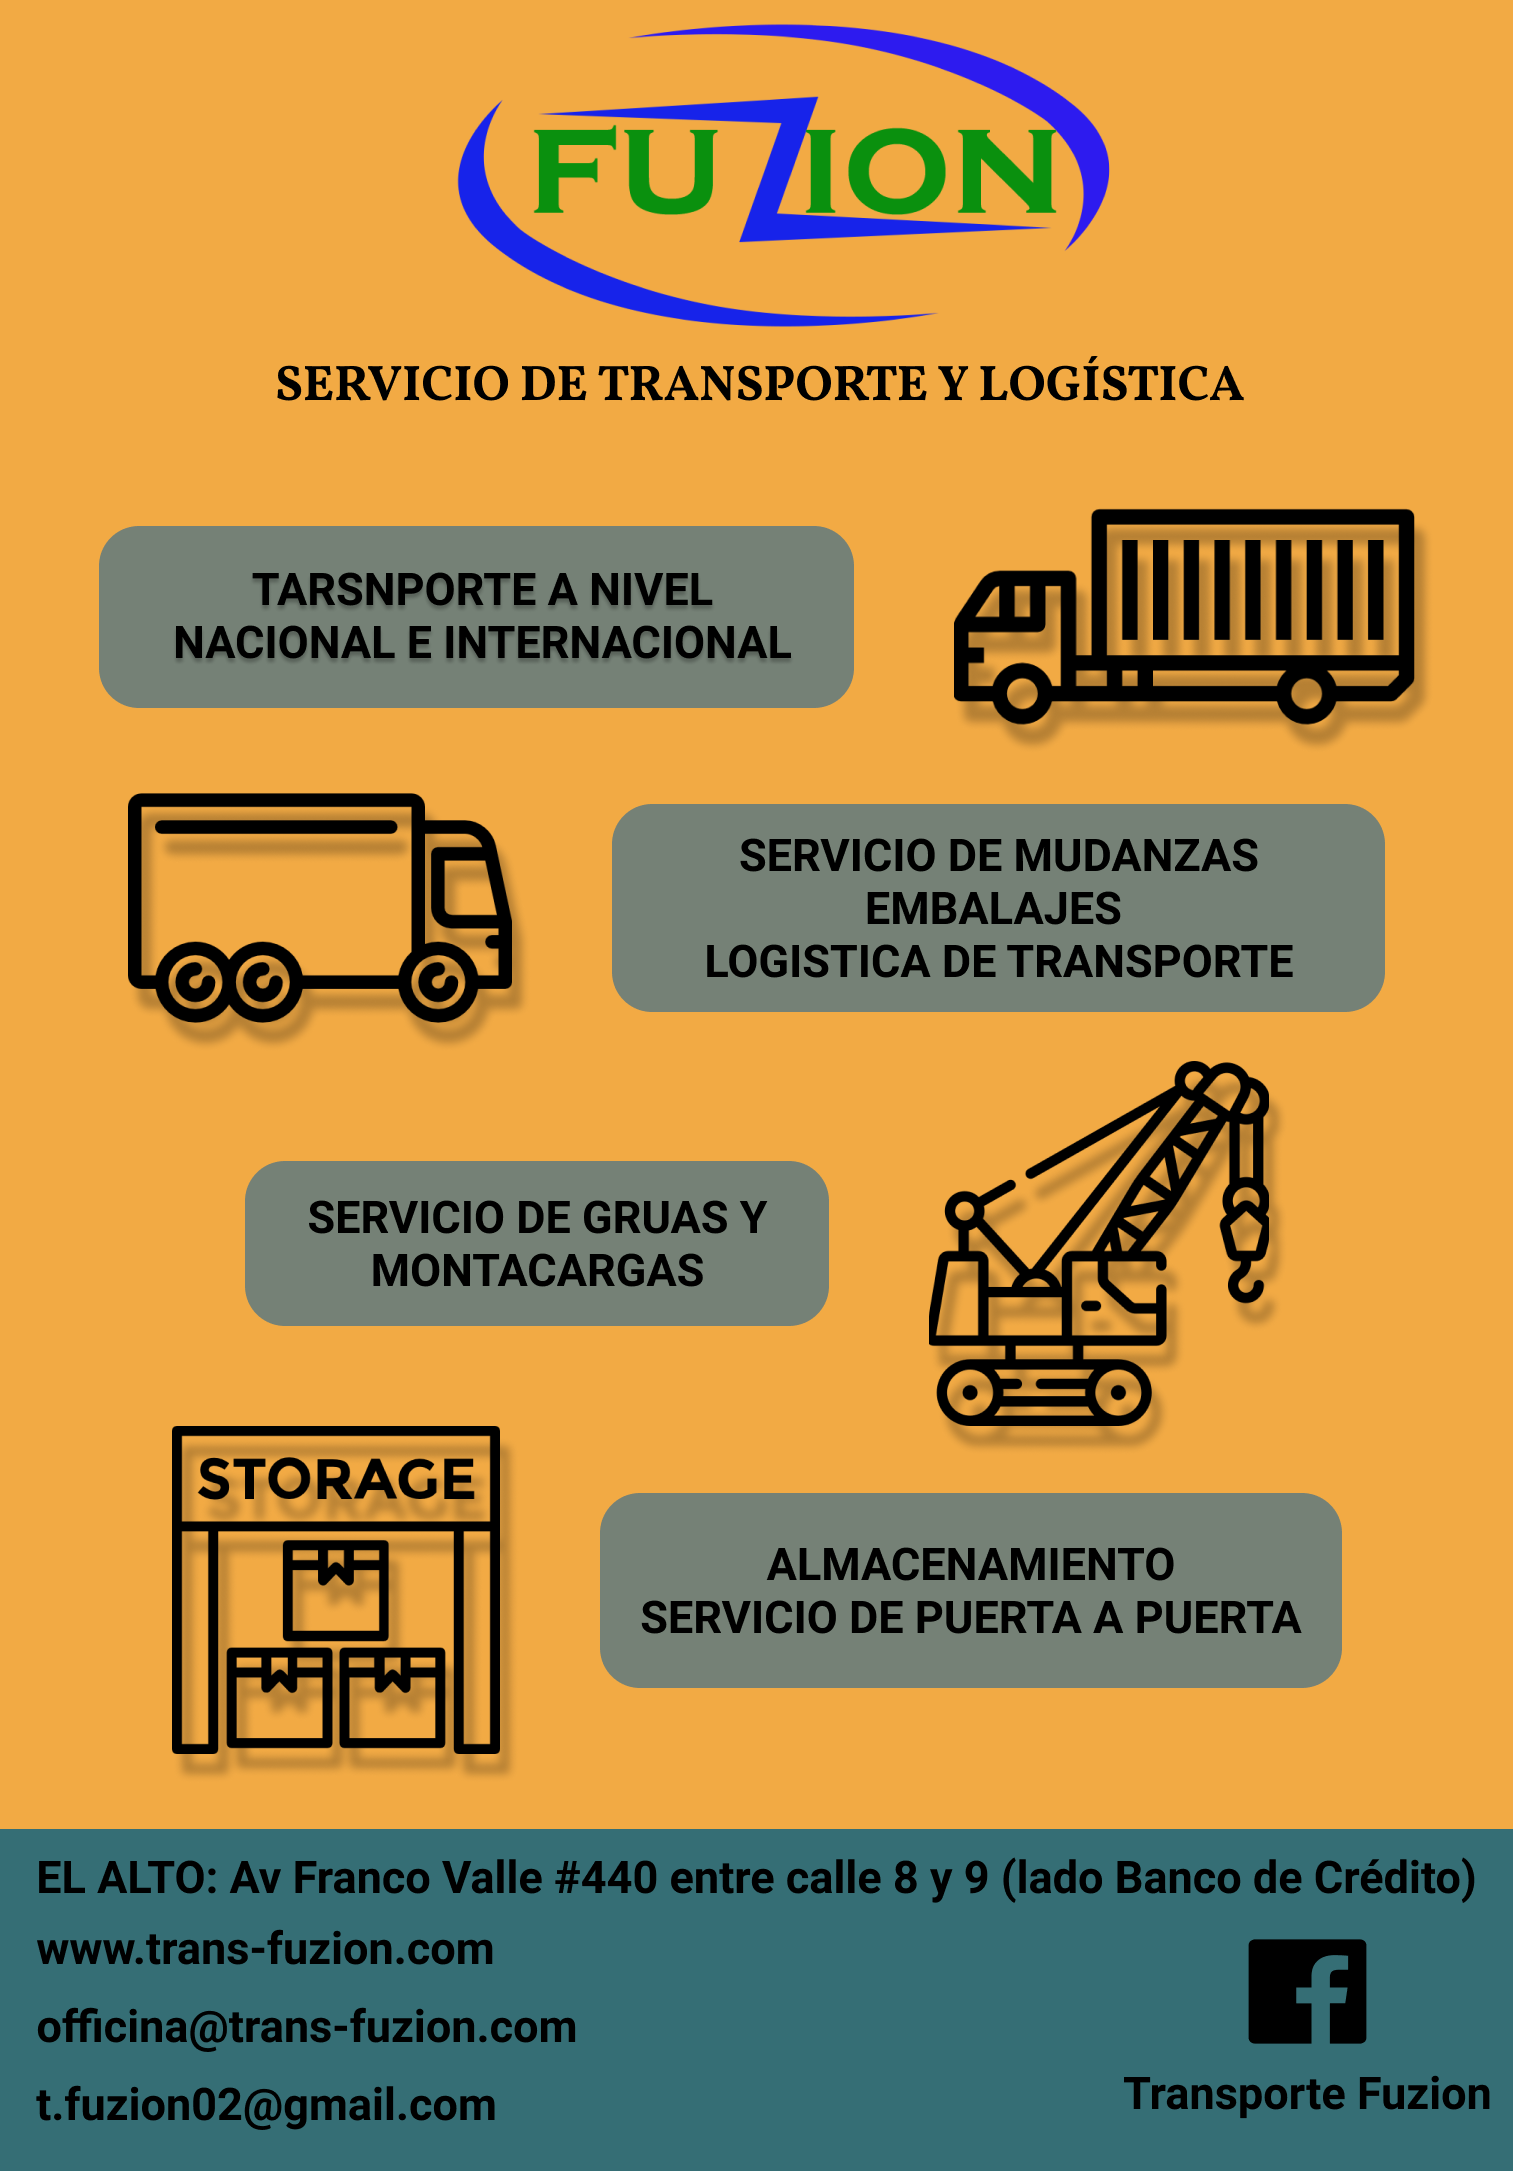 FUZION
SERVICIO DE TRANSPORTE Y LOGÍSTICA
TARSNPORTE A NIVEL
NACIONAL E INTERNACIONAL
SERVICIO DE MUDANZAS
EMBALAJES
LOGISTICA DE TRANSPORTE
SERVICIO DE GRUAS Y
MONTACARGAS
STORAGE
ALMACENAMIENTO
SERVICIO DE PUERTA A PUERTA
EL ALTO: Av Franco Valle #440 entre calle 8 y 9 (lado Banco de Crédito)
www.trans-fuzion.com
officina@trans-fuzion.com
t.fuzion02@gmail.com
Transporte Fuzion